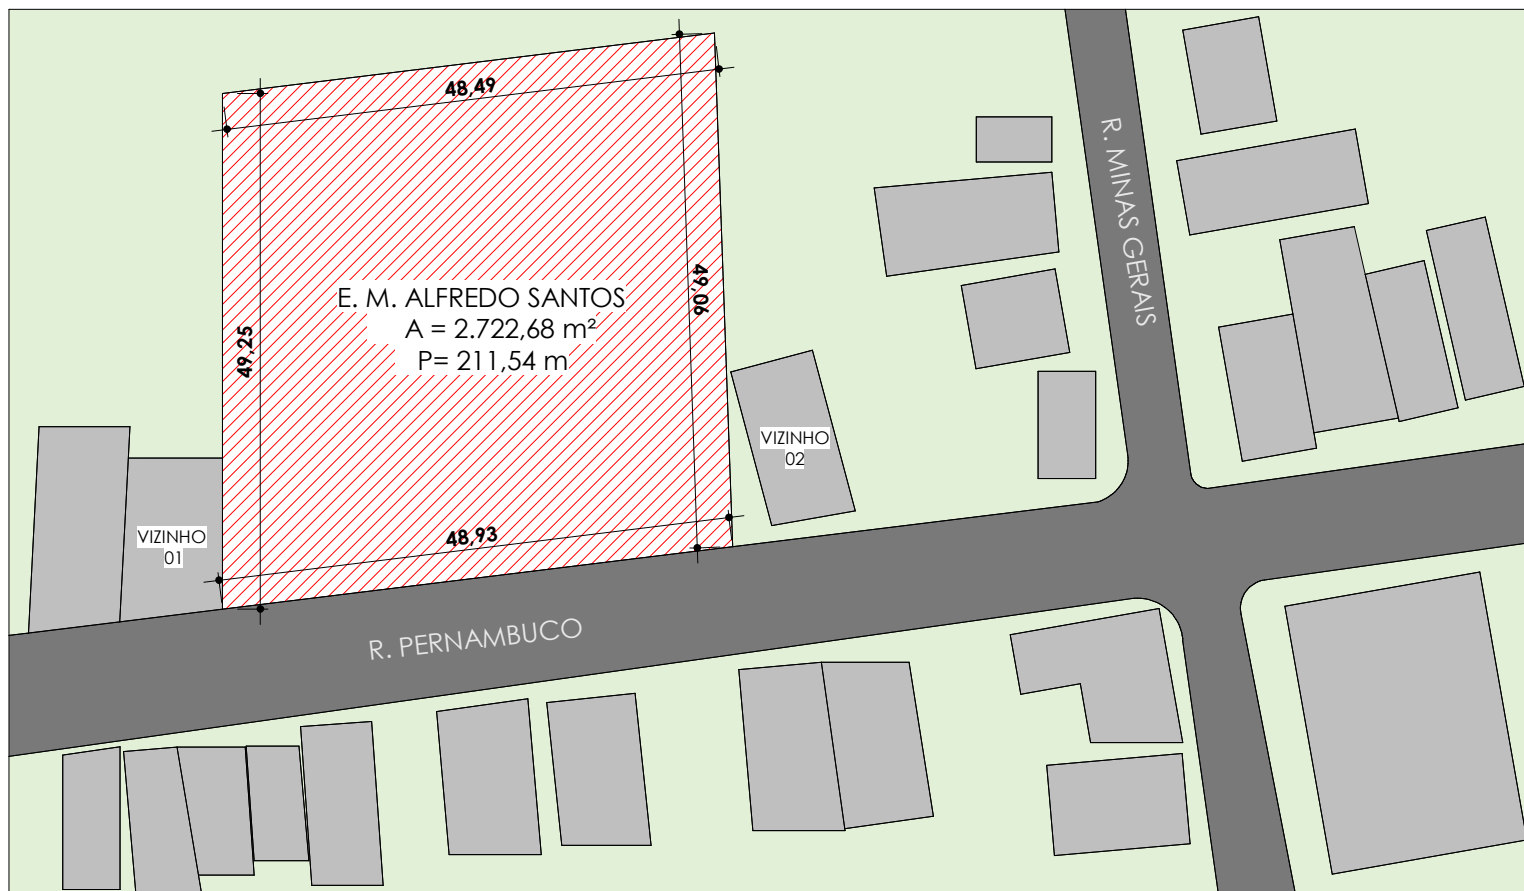 48,49
R. MINAS GERAIS
E. M. ALFREDO SANTOS
A = 2.722,68 m²
P= 211,54 m
49,06
49,25
VIZINHO
02
VIZINHO
01
48,93
R. PERNAMBUCO